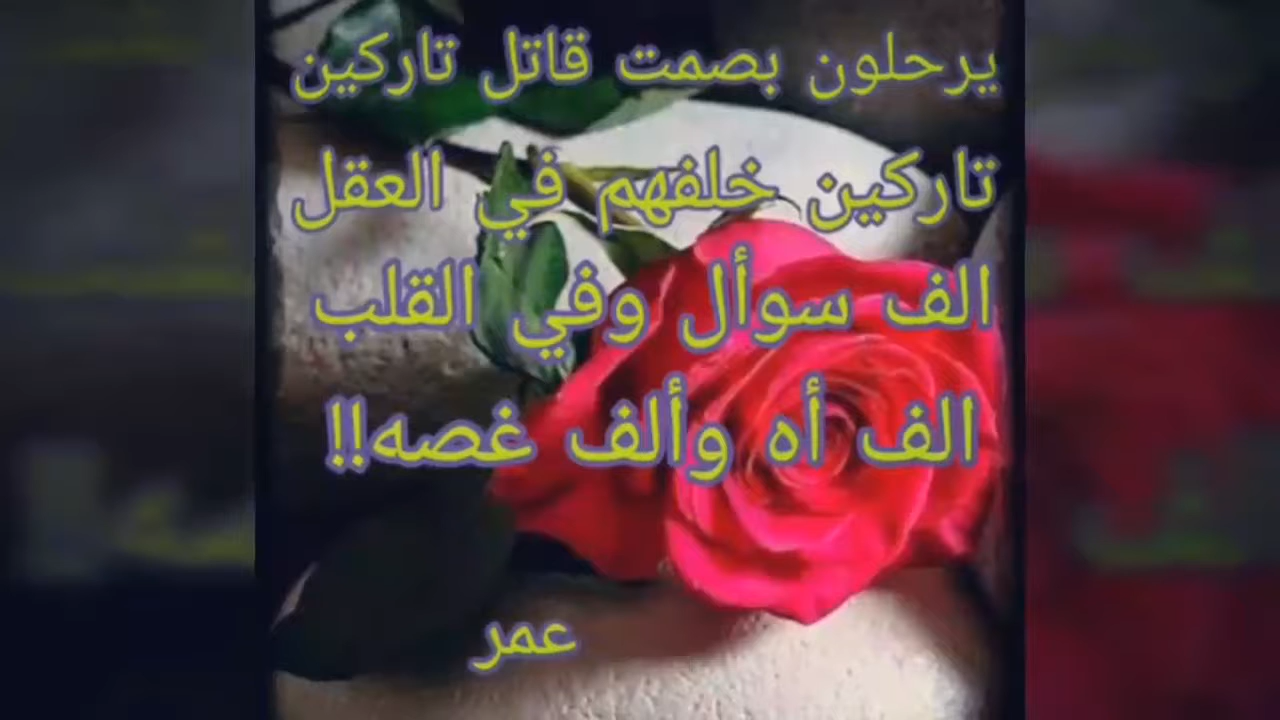 يرحلون بصمت قاتل تاركين
تاركين خلفهم في العقل
الف سوأل وفي القلب
الف أه وألف غصه!!
عمر